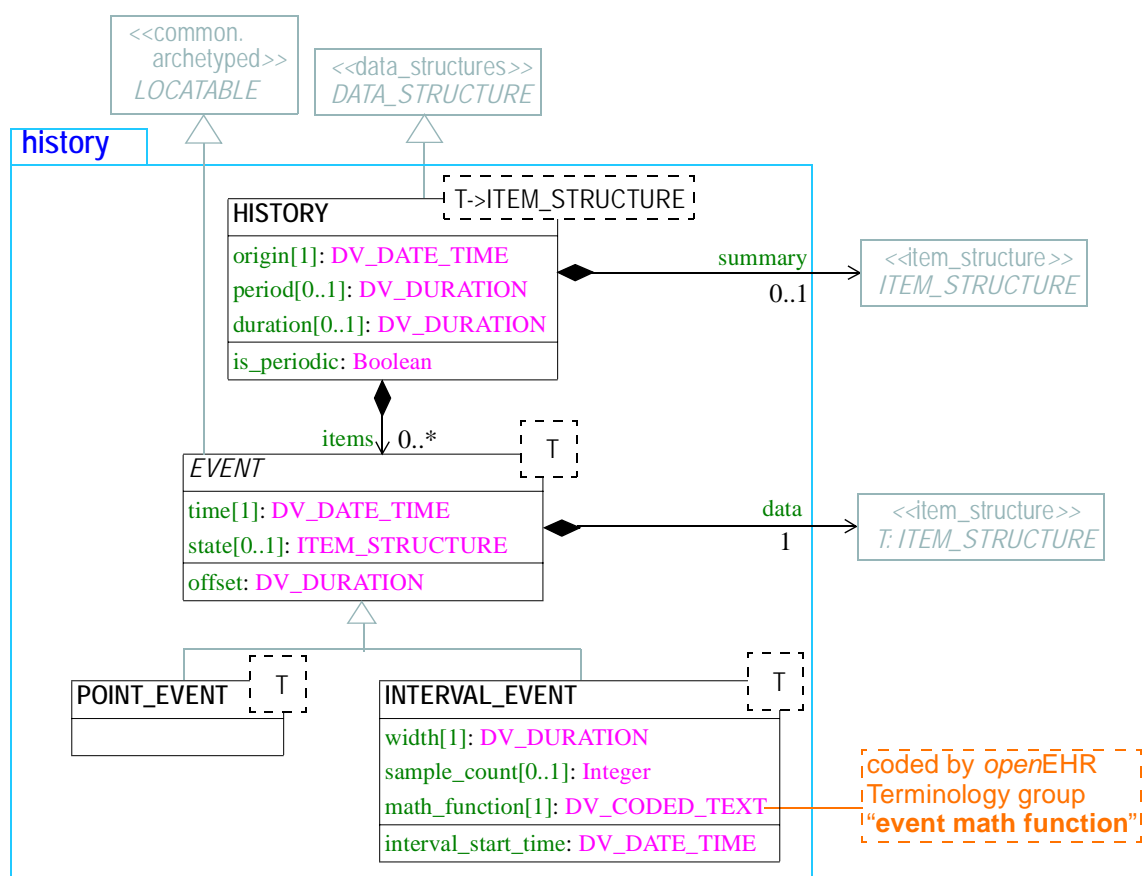 <<common.
archetyped>>
LOCATABLE
<<data_structures>>
DATA_STRUCTURE
history
T->ITEM_STRUCTURE
HISTORY
origin[1]: DV_DATE_TIME
period[0..1]: DV_DURATION
duration[0..1]: DV_DURATION
is_periodic: Boolean
summary
0..1
<<item_structure>>
ITEM_STRUCTURE
items
0..*
T
EVENT
time[1]: DV_DATE_TIME
state[0..1]: ITEM_STRUCTURE
offset: DV_DURATION
data
1
<<item_structure>>
T: ITEM_STRUCTURE
T
POINT_EVENT
T
INTERVAL_EVENT
width[1]: DV_DURATION
sample_count[0..1]: Integer
math_function[1]: DV_CODED_TEXT
interval_start_time: DV_DATE_TIME
coded by openEHR
Terminology group
“event math function”